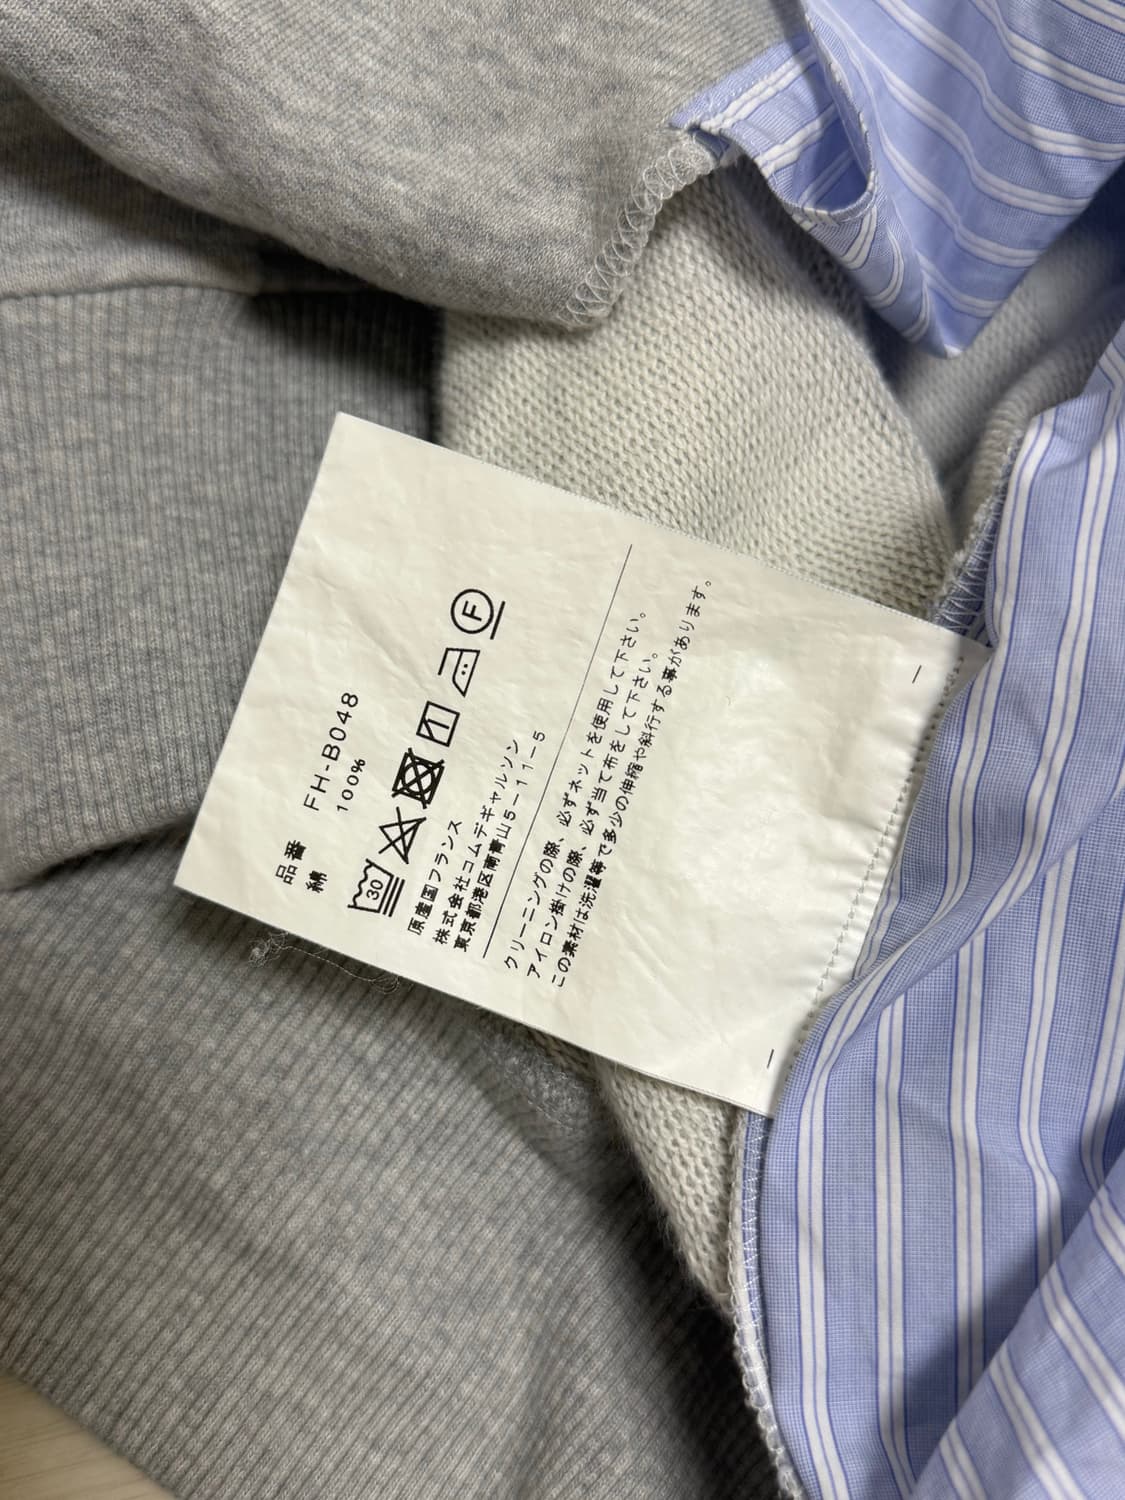 品番 FH-B048
綿 100%
30
F
原産国フランス
株式会社コムデギャルソン
東京都港区南青山5-11-5
クリーニングの際、必ずネットを使用して下さい。
アイロン掛けの際、必ず当て布をして下さい。
この素材は洗濯等で多少の伸縮や斜行する事があります。